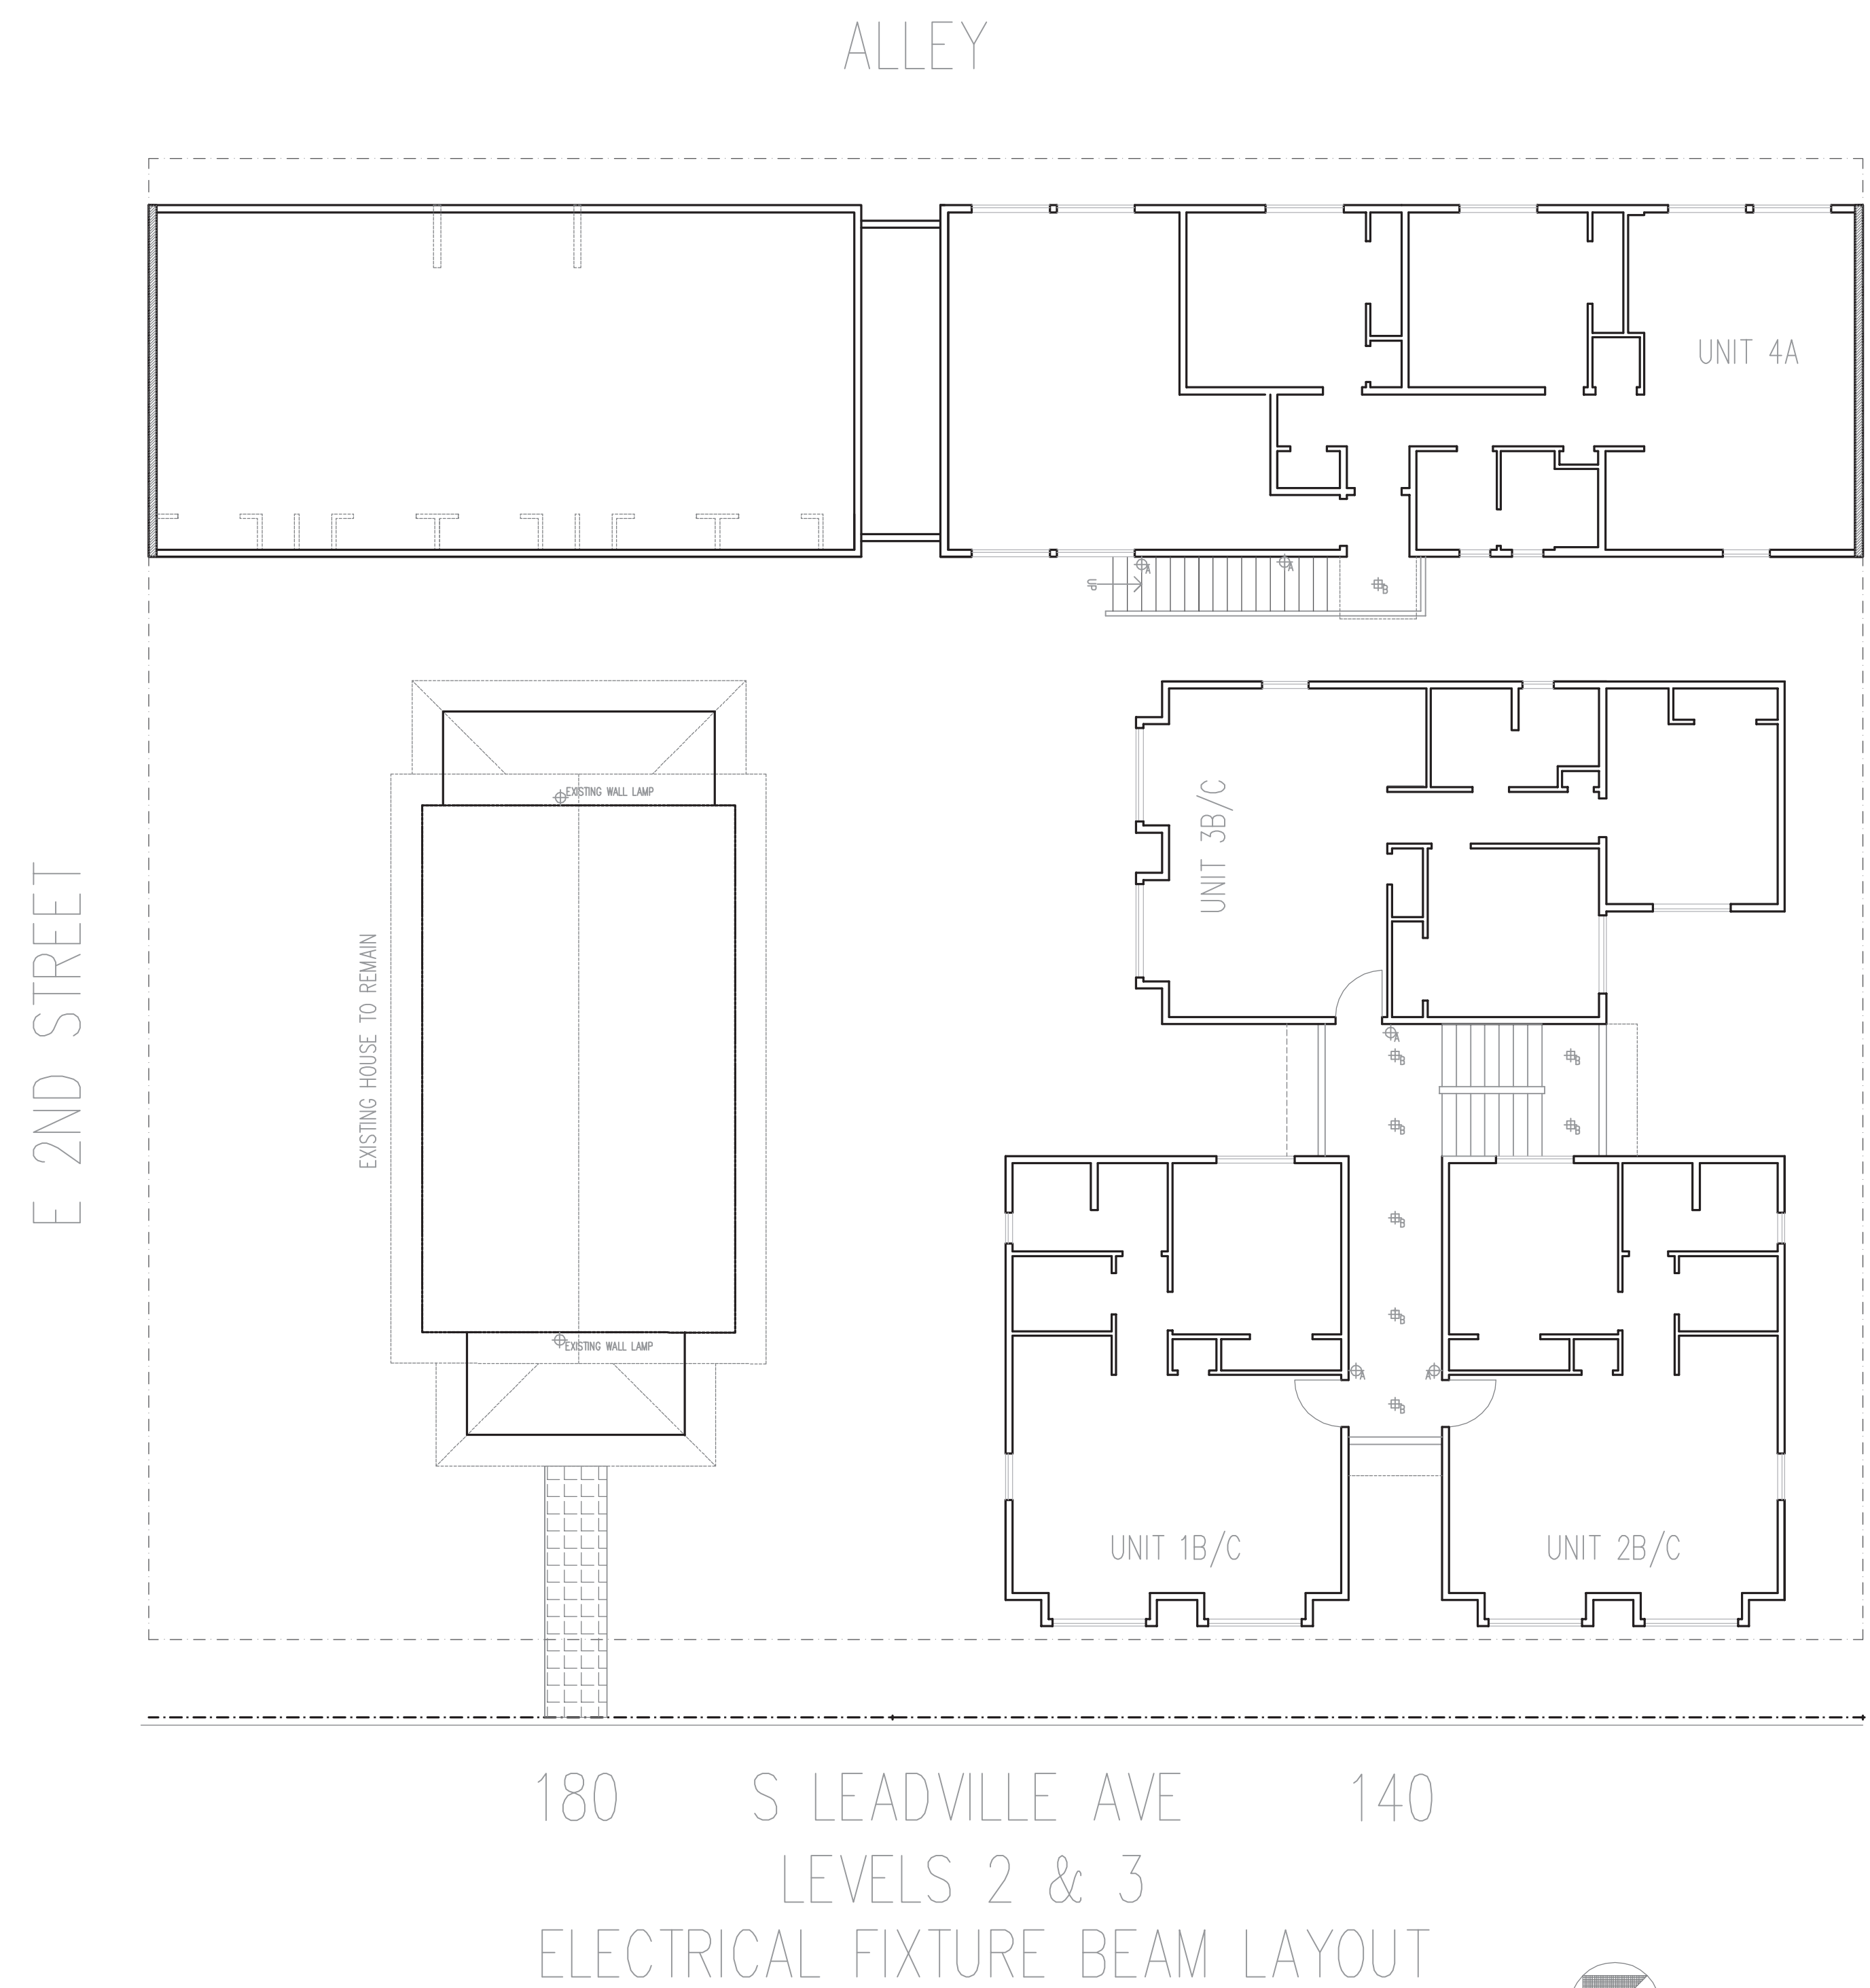 ALLEY
UNIT 4A
A
A
B
UP
EXISTING WALL LAMP
UNIT 3B/C
E 2ND STREET
EXISTING HOUSE TO REMAIN
A
B
B
B
B
B
B
EXISTING WALL LAMP
A
A
B
UNIT 1B/C
UNIT 2B/C
180 S LEADVILLE AVE 140
LEVELS 2 & 3
ELECTRICAL FIXTURE BEAM LAYOUT